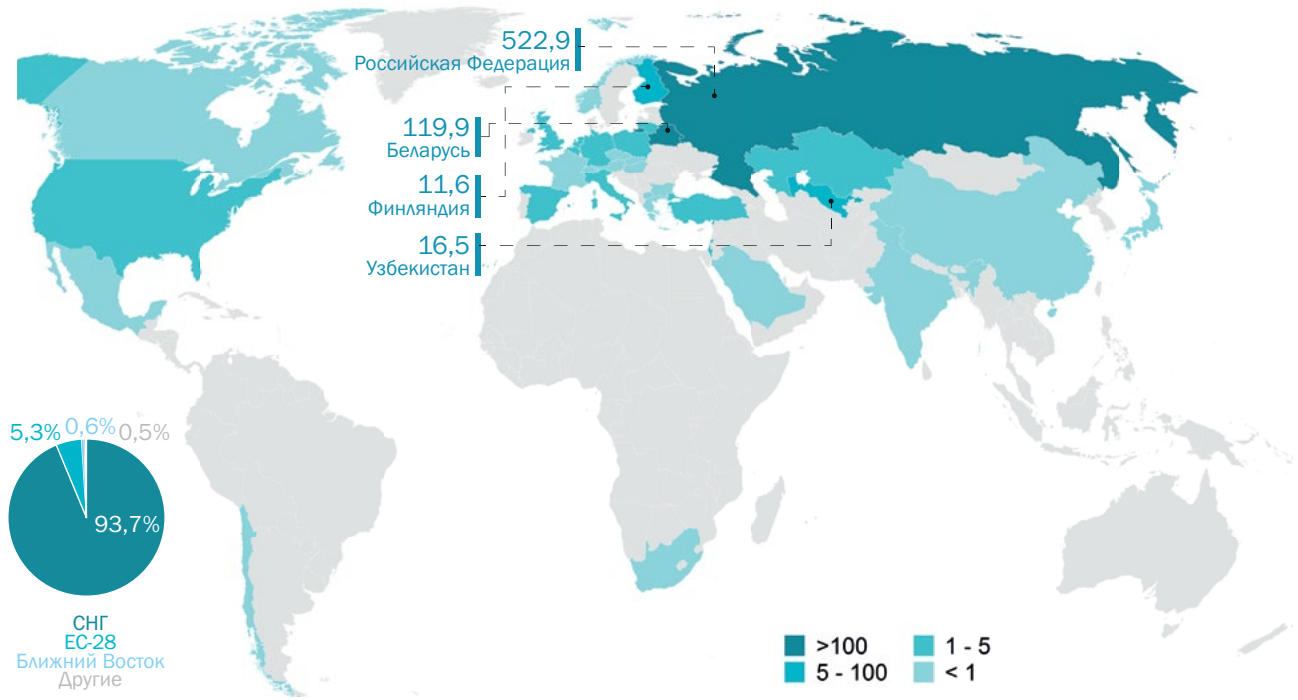 522,9
Российская Федерация
119,9
Беларусь
11,6
Финляндия
16,5
Узбекистан
5,3%
0,6%
0,5%
93,7%
СНГ
ЕС-28
Ближний Восток
Другие
>100
5 - 100
1 - 5
< 1